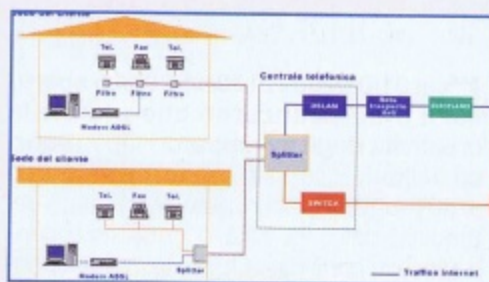 Sede del cliente
Tel. Fax Tel.
Filtro Filtro Filtro
Modem ADSL
Centrale telefonica
DSLAM
Splitter
SWITCH
Sede del cliente
Tel. Fax Tel.
Modem ADSL
Splitter
Traffico Internet